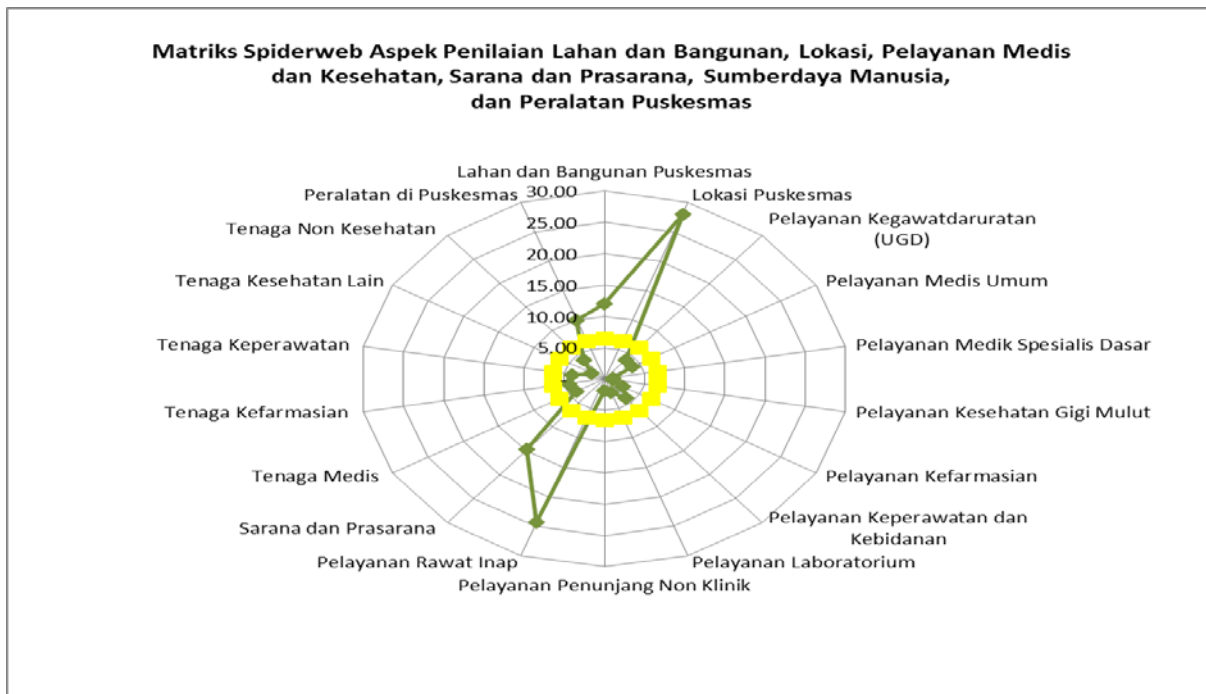 Matriks Spiderweb Aspek Penilaian Lahan dan Bangunan, Lokasi, Pelayanan Medis
dan Kesehatan, Sarana dan Prasarana, Sumberdaya Manusia,
dan Peralatan Puskesmas
Lahan dan Bangunan Puskesmas
Lokasi Puskesmas
Pelayanan Kegawatdaruratan
(UGD)
Pelayanan Medis Umum
Pelayanan Medik Spesialis Dasar
Pelayanan Kesehatan Gigi Mulut
Pelayanan Kefarmasian
Pelayanan Keperawatan dan
Kebidanan
Pelayanan Laboratorium
Pelayanan Penunjang Non Klinik
Pelayanan Rawat Inap
Sarana dan Prasarana
Tenaga Medis
Tenaga Kefarmasian
Tenaga Keperawatan
Tenaga Kesehatan Lain
Tenaga Non Kesehatan
Peralatan di Puskesmas
30.00
25.00
20.00
15.00
10.00
5.00
-